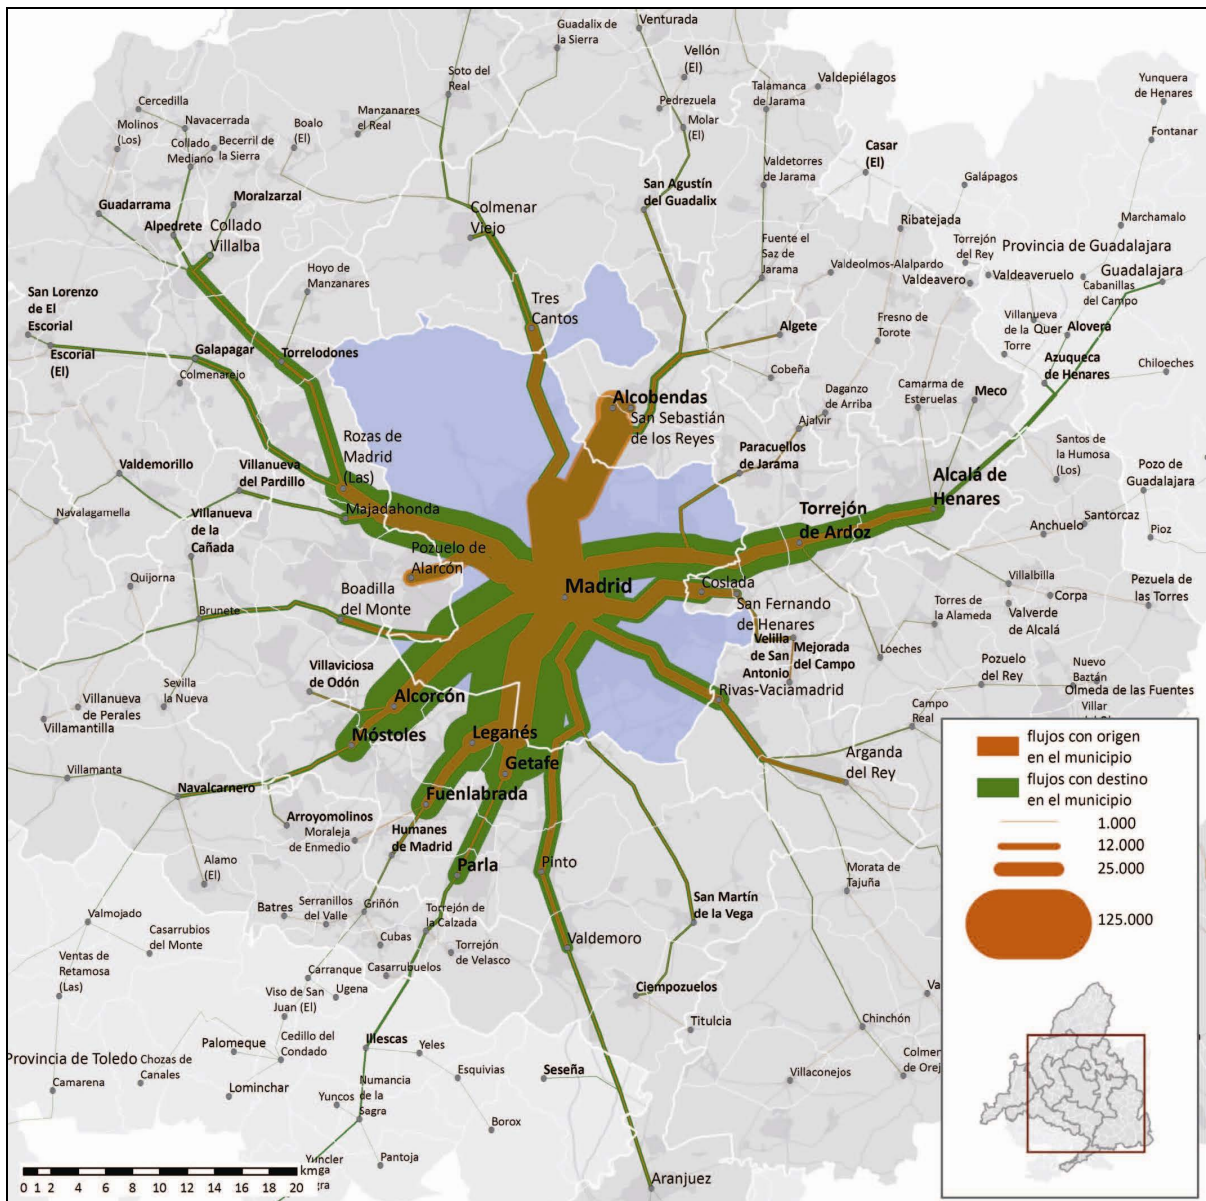 Guadalix de
la Sierra
Venturada
Vellón
(El)
Soto del
Real
Valdepiélagos
Talamanca
de Jarama
Yunquera
de Henares
Cercedilla
Manzanares
el Real
Pedrezuela
Molar
(El)
Molinos
(Los)
Navacerrada
Boalo
(El)
Collado
Mediano
Becerril de
la Sierra
Fontanar
Casar
(El)
Valdetorres
de Jarama
Galápagos
San Agustín
del Guadalix
Guadarrama
Moralzarzal
Alpedrete
Collado
Villalba
Colmenar
Viejo
Ribatejada
Marchamalo
Fuente el
Saz de
Jarama
Torrejón
del Rey
Provincia de Guadalajara
Valdeolmos-Alalpardo
Valdeavero
Valdeaveruelo
Guadalajara
Cabanillas
del Campo
Hoyo de
Manzanares
San Lorenzo
de El
Escorial
Escorial
(El)
Tres
Cantos
Algete
Fresno de
Torote
Villanueva
de la
Torre
Quer
Alovera
Azuqueca
de Henares
Galapagar
Torrelodones
Colmenarejo
Cobeña
Chiloeches
Daganzo
de Arriba
Camarma de
Esteruelas
Meco
Alcobendas
San Sebastián
de los Reyes
Ajalvir
Rozas de
Madrid
(Las)
Paracuellos
de Jarama
Santos de
la Humosa
(Los)
Valdemorillo
Villanueva
del Pardillo
Alcalá de
Henares
Pozo de
Guadalajara
Navalagamella
Villanueva
de la
Cañada
Majadahonda
Torrejón
de Ardoz
Anchuelo
Santorcaz
Pioz
Pozuelo de
Alarcón
Quijorna
Boadilla
del Monte
Madrid
Coslada
San Fernando
de Henares
Villalbilla
Corpa
Pezuela de
las Torres
Brunete
Torres de
la Alameda
Valverde
de Alcalá
Velilla
de San
Antonio
Mejorada
del Campo
Loeches
Villaviciosa
de Odón
Sevilla
la Nueva
Pozuelo
del Rey
Nuevo
Baztán
Olmeda de las Fuentes
Villar
Villanueva
de Perales
Villamantilla
Alcorcón
Rivas-Vaciamadrid
Campo
Real
Móstoles
Leganés
Getafe
Arganda
del Rey
Villamanta
Navalcarnero
Fuenlabrada
Arroyomolinos
Moraleja
de Enmedio
Humanes
de Madrid
Alamo
(El)
Parla
Pinto
Morata de
Tajuña
San Martín
de la Vega
Valmojado
Batres
Serranillos
del Valle
Griñón
Torrejón de
la Calzada
Casarrubios
del Monte
Cubas
Torrejón
de Velasco
Valdemoro
Ventas de
Retamosa
(Las)
Carranque
Casarrubuelos
Ugena
Viso de San
Juan (El)
Ciempozuelos
Titulcia
Va
Chinchón
Palomeque
Cedillo del
Condado
Illescas
Yeles
Provincia de Toledo
Chozas de
Canales
Colmen
de Orej
Camarena
Lominchar
Esquivias
Seseña
Villaconejos
Yuncos
Numancia
de la
Sagra
Borox
Pantoja
Yuncler
Aranjuez
flujos con origen
en el municipio
flujos con destino
en el municipio
1.000
12.000
25.000
125.000
km
0 1 2 4 6 8 10 12 14 16 18 20